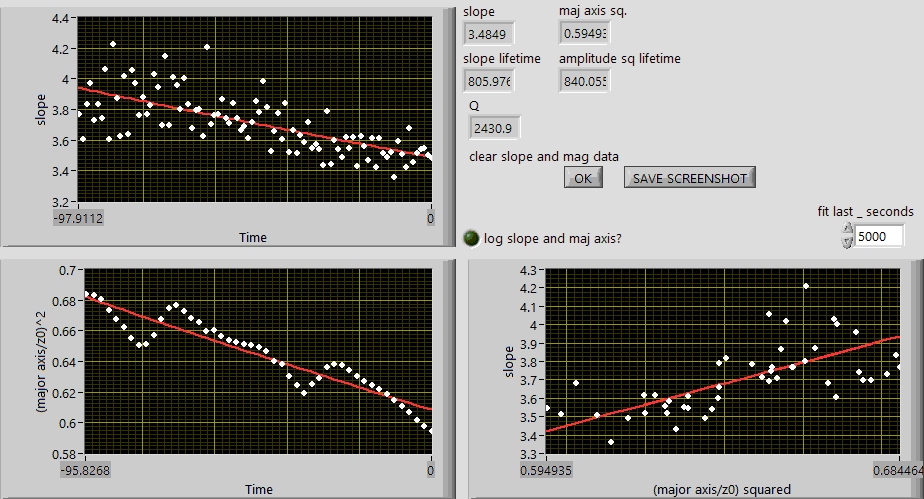 slope
maj axis sq.
3.4849
0.5949
slope lifetime
amplitude sq lifetime
805.976
840.055
Q
2430.9
clear slope and mag data
OK
SAVE SCREENSHOT
fit last _ seconds
log slope and maj axis?
5000
4.4
4.2
4
3.8
3.6
3.4
3.2
slope
-97.9112
0
Time
0.7
0.68
0.66
0.64
0.62
0.6
0.58
(major axis/z0)^2
-95.8268
0
Time
4.3
4.2
4.1
4
3.9
3.8
3.7
3.6
3.5
3.4
3.3
slope
0.594935
0.684464
(major axis/z0) squared